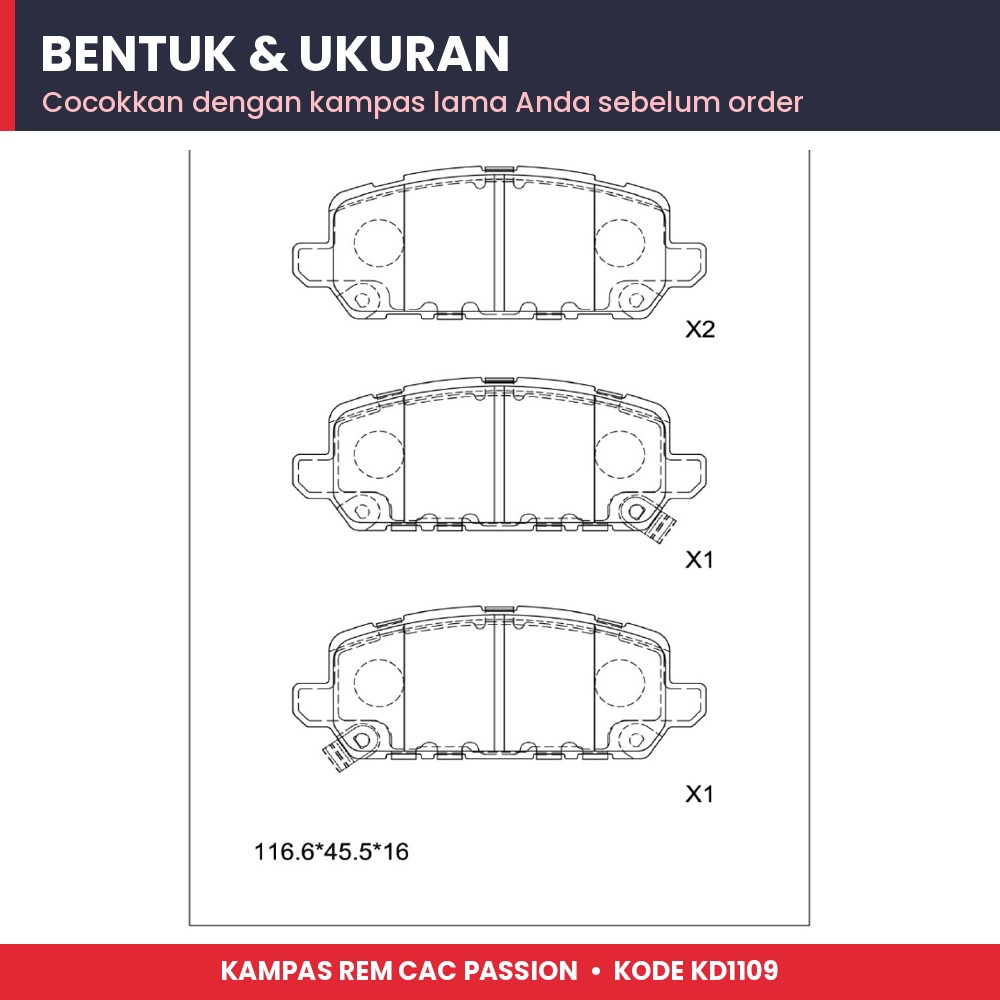 BENTUK & UKURAN
Cocokkan dengan kampas lama Anda sebelum order
X2
X1
X1
116.6*45.5*16
KAMPAS REM CAC PASSION • KODE KD1109